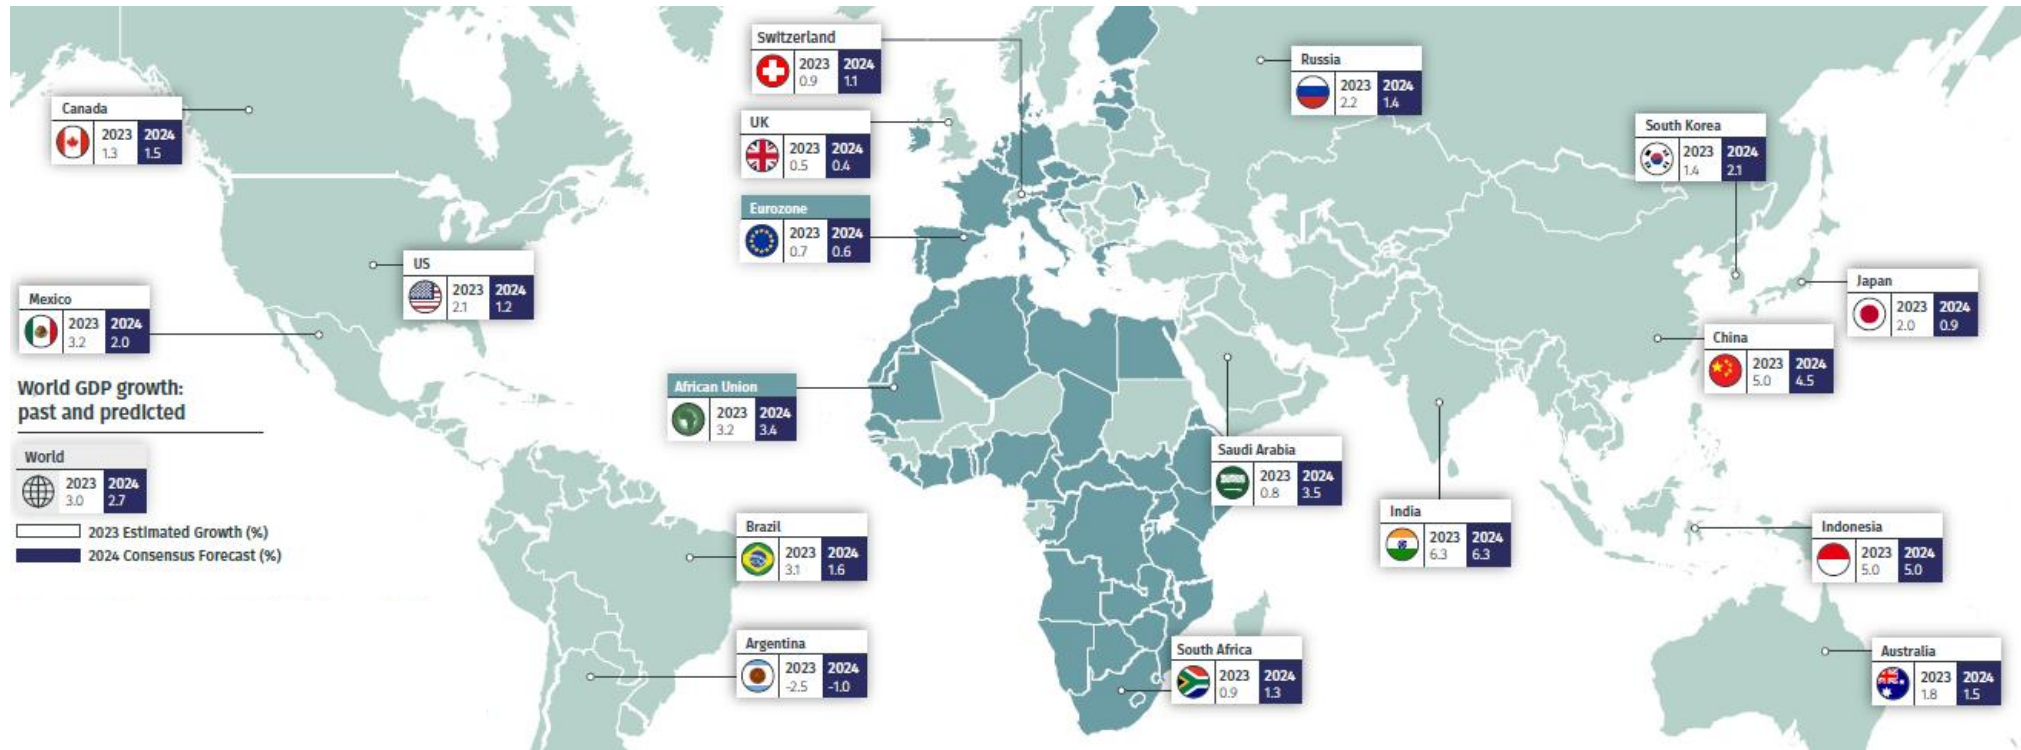 Switzerland
2023 2024
0.9 1.1
Russia
2023 2024
2.2 1.4
Canada
2023 2024
1.3 1.5
UK
2023 2024
0.5 0.4
South Korea
2023 2024
1.4 2.1
Eurozone
2023 2024
0.7 0.6
US
2023 2024
2.1 1.2
Mexico
2023 2024
3.2 2.0
Japan
2023 2024
2.0 0.9
China
2023 2024
5.0 4.5
World GDP growth:
past and predicted
African Union
2023 2024
3.2 3.4
World
2023 2024
3.0 2.7
2023 Estimated Growth (%)
2024 Consensus Forecast (%)
Saudi Arabia
2023 2024
0.8 3.5
India
2023 2024
6.3 6.3
Brazil
2023 2024
3.1 1.6
Indonesia
2023 2024
5.0 5.0
Argentina
2023 2024
-2.5 -1.0
South Africa
2023 2024
0.9 1.3
Australia
2023 2024
1.8 1.5